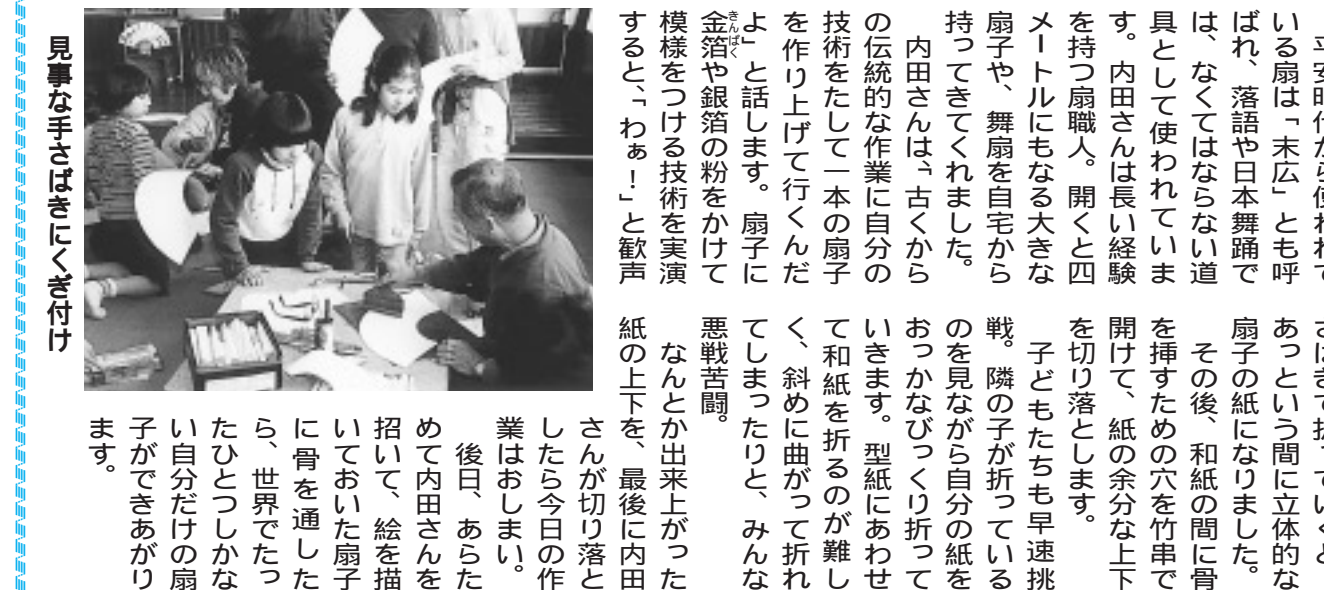 平安時代から使われて
いる扇は「末広」とも呼
ばれ、落語や日本舞踊で
は、なくてはならない道
具として使われていま
す。内田さんは長い経験
を持つ扇職人。開くと四
メートルにもなる大きな
扇子や、舞扇を自宅から
持ってきてくれました。
内田さんは、「古くから
の伝統的な作業に自分の
技術をたして一本の扇子
を作り上げて行くんだ
よ」と話します。扇子に
金箔や銀箔の粉をかけて
きんぱく
模様をつける技術を実演
すると、「わぁ！」と歓声
さばきで折っていくと
あっという間に立体的な
扇子の紙になりました。
その後、和紙の間に骨
を挿すための穴を竹串で
開けて、紙の余分な上下
を切り落とします。
子どもたちも早速挑
戦。隣の子が折っている
のを見ながら自分の紙を
おっかなびっくり折って
いきます。型紙にあわせ
て和紙を折るのが難し
く、斜めに曲がって折れ
てしまったりと、みんな
悪戦苦闘。
なんとか出来上がった
紙の上下を、最後に内田
さんが切り落と
したら今日の作
業はおしまい。
後日、あらた
めて内田さんを
招いて、絵を描
いておいた扇子
に骨を通した
ら、世界でたっ
たひとつしかな
い自分だけの扇
子ができあがり
ます。
見事な手さばきにくぎ付け